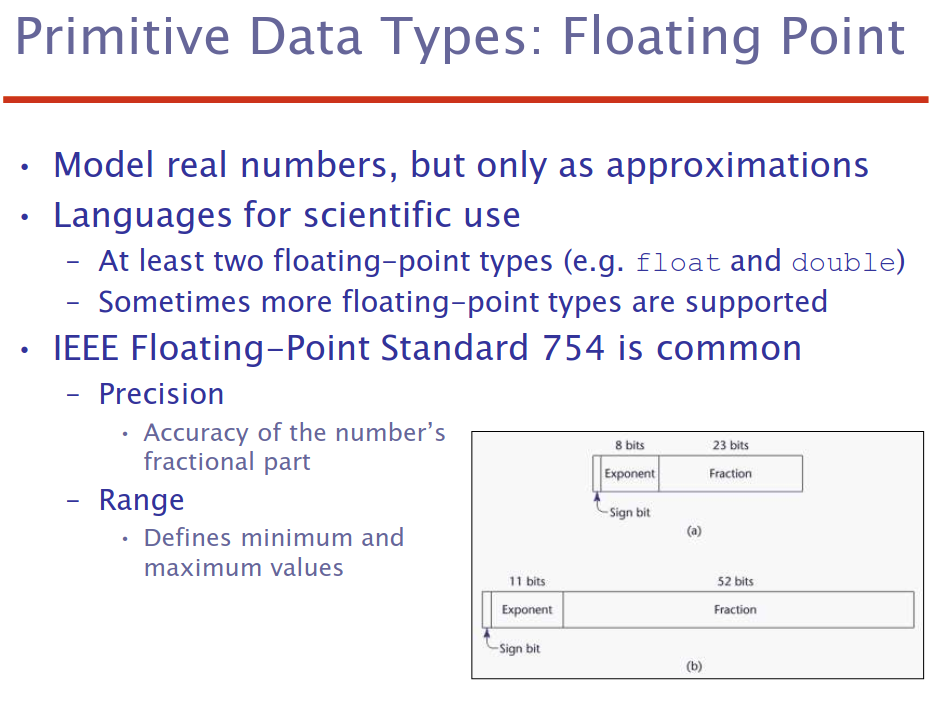 Primitive Data Types: Floating Point
• Model real numbers, but only as approximations
• Languages for scientific use
– At least two floating-point types (e.g. float and double)
– Sometimes more floating-point types are supported
• IEEE Floating-Point Standard 754 is common
– Precision
• Accuracy of the number's
fractional part
– Range
• Defines minimum and
maximum values
8 bits 23 bits
Exponent Fraction
Sign bit
(a)
11 bits 52 bits
Exponent Fraction
Sign bit
(b)